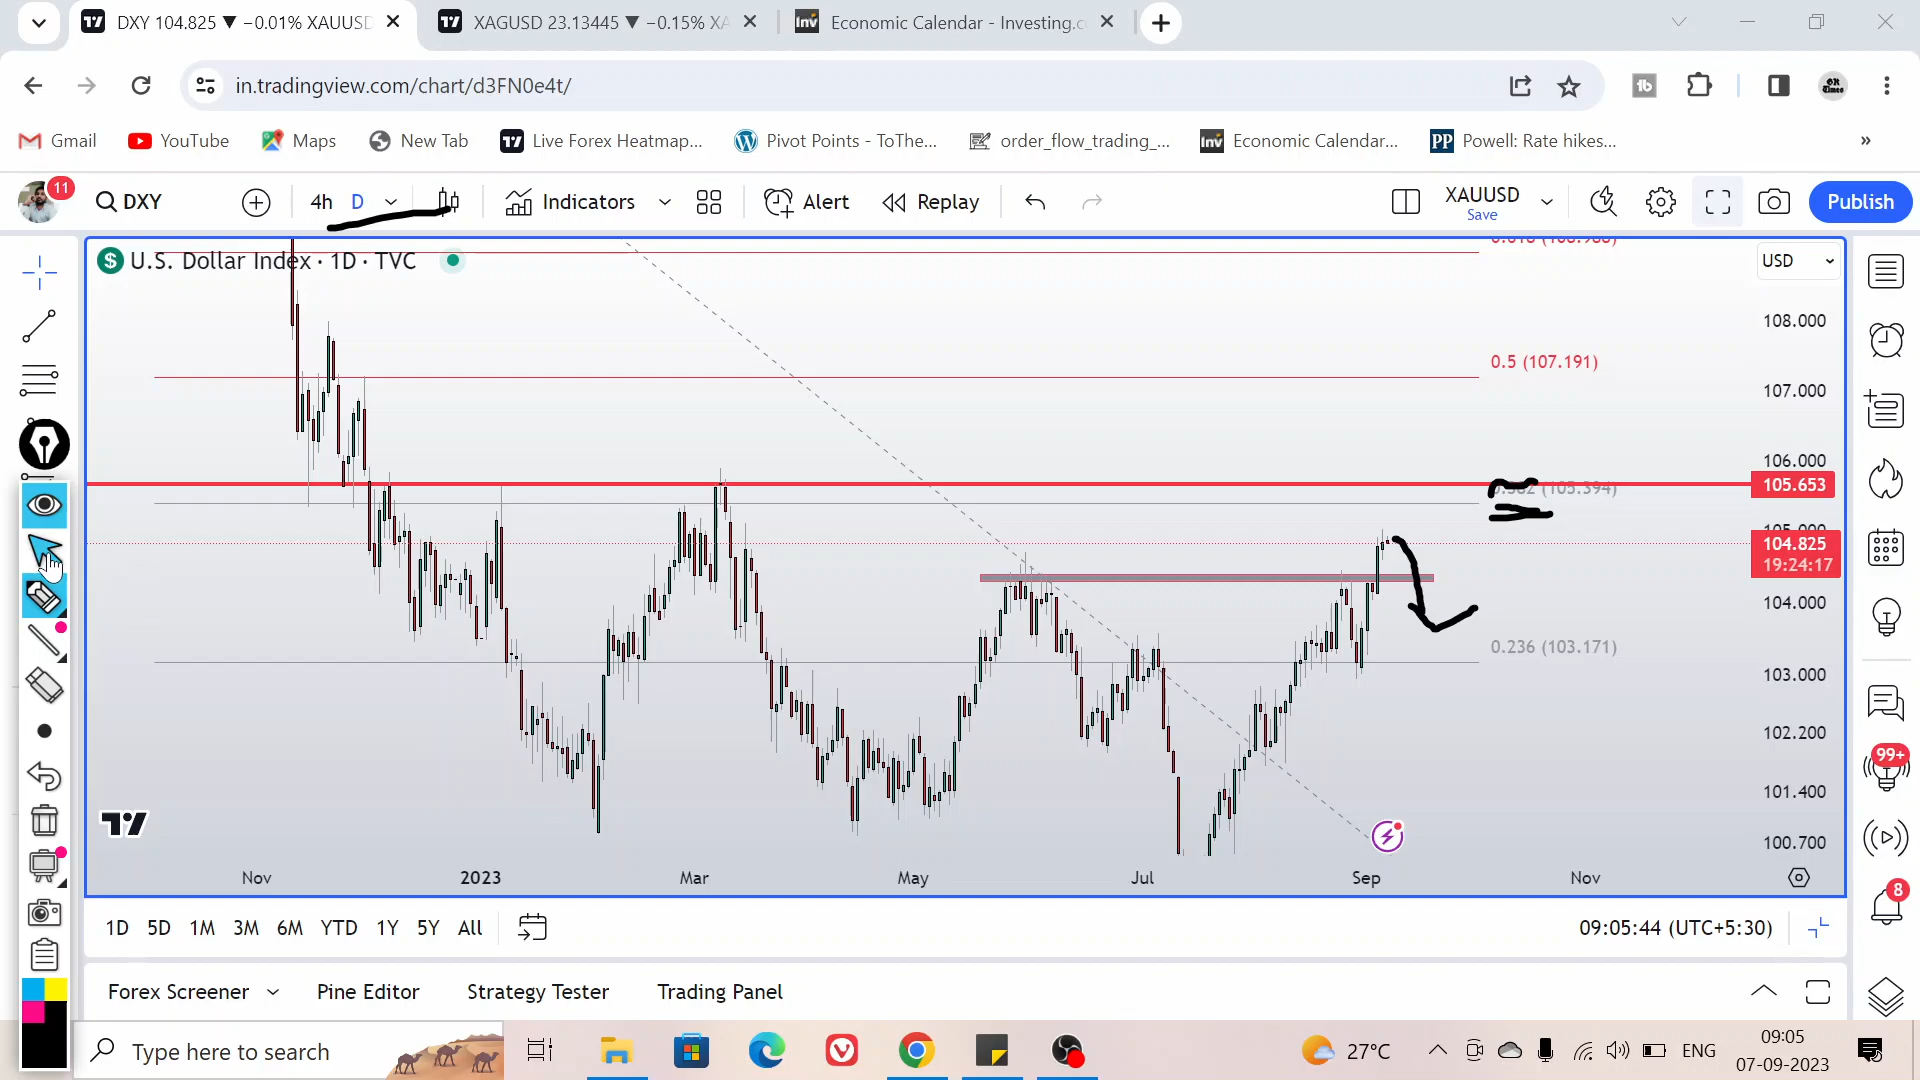 DXY 104.825 ▼ −0.01% XAUUSD
XAGUSD 23.13445 ▼ −0.15% XA
Economic Calendar - Investing.c
in.tradingview.com/chart/d3FN0e4t/
Gmail
YouTube
Maps
New Tab
Live Forex Heatmap...
Pivot Points - ToThe...
order_flow_trading_...
Economic Calendar...
Powell: Rate hikes...
»
11
DXY
4h
D
Indicators
Alert
Replay
XAUUSD
Save
Publish
U.S. Dollar Index · 1D · TVC
USD
108.000
0.5 (107.191)
107.000
106.000
105.653
(105.394)
104.825
19:24:17
104.000
0.236 (103.171)
103.000
102.200
101.400
100.700
Nov
2023
Mar
May
Jul
Sep
Nov
99+
8
1D
5D
1M
3M
6M
YTD
1Y
5Y
All
09:05:44 (UTC+5:30)
Forex Screener
Pine Editor
Strategy Tester
Trading Panel
Type here to search
27°C
ENG
09:05
07-09-2023